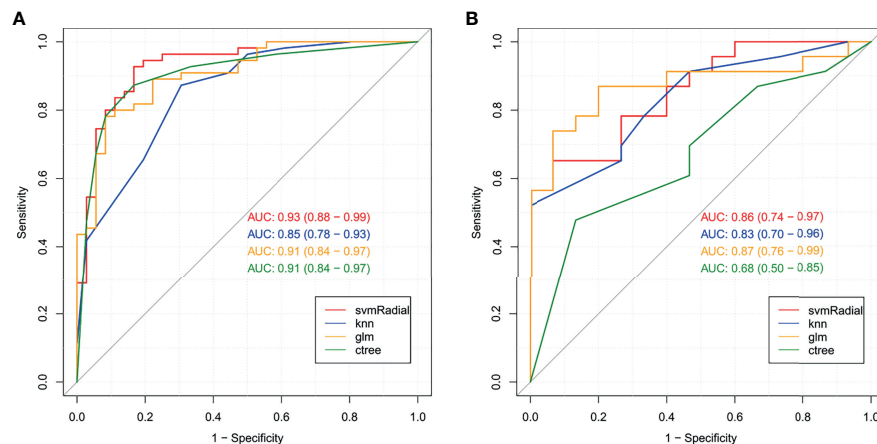 A
1.0
0.8
0.6
0.4
0.2
0.0
Sensitivity
AUC: 0.93 (0.88 – 0.99)
AUC: 0.85 (0.78 – 0.93)
AUC: 0.91 (0.84 – 0.97)
AUC: 0.91 (0.84 – 0.97)
svmRadial
knn
glm
ctree
0.0 0.2 0.4 0.6 0.8 1.0
1 – Specificity
B
1.0
0.8
0.6
0.4
0.2
0.0
Sensitivity
AUC: 0.86 (0.74 – 0.97)
AUC: 0.83 (0.70 – 0.96)
AUC: 0.87 (0.76 – 0.99)
AUC: 0.68 (0.50 – 0.85)
svmRadial
knn
glm
ctree
0.0 0.2 0.4 0.6 0.8 1.0
1 – Specificity